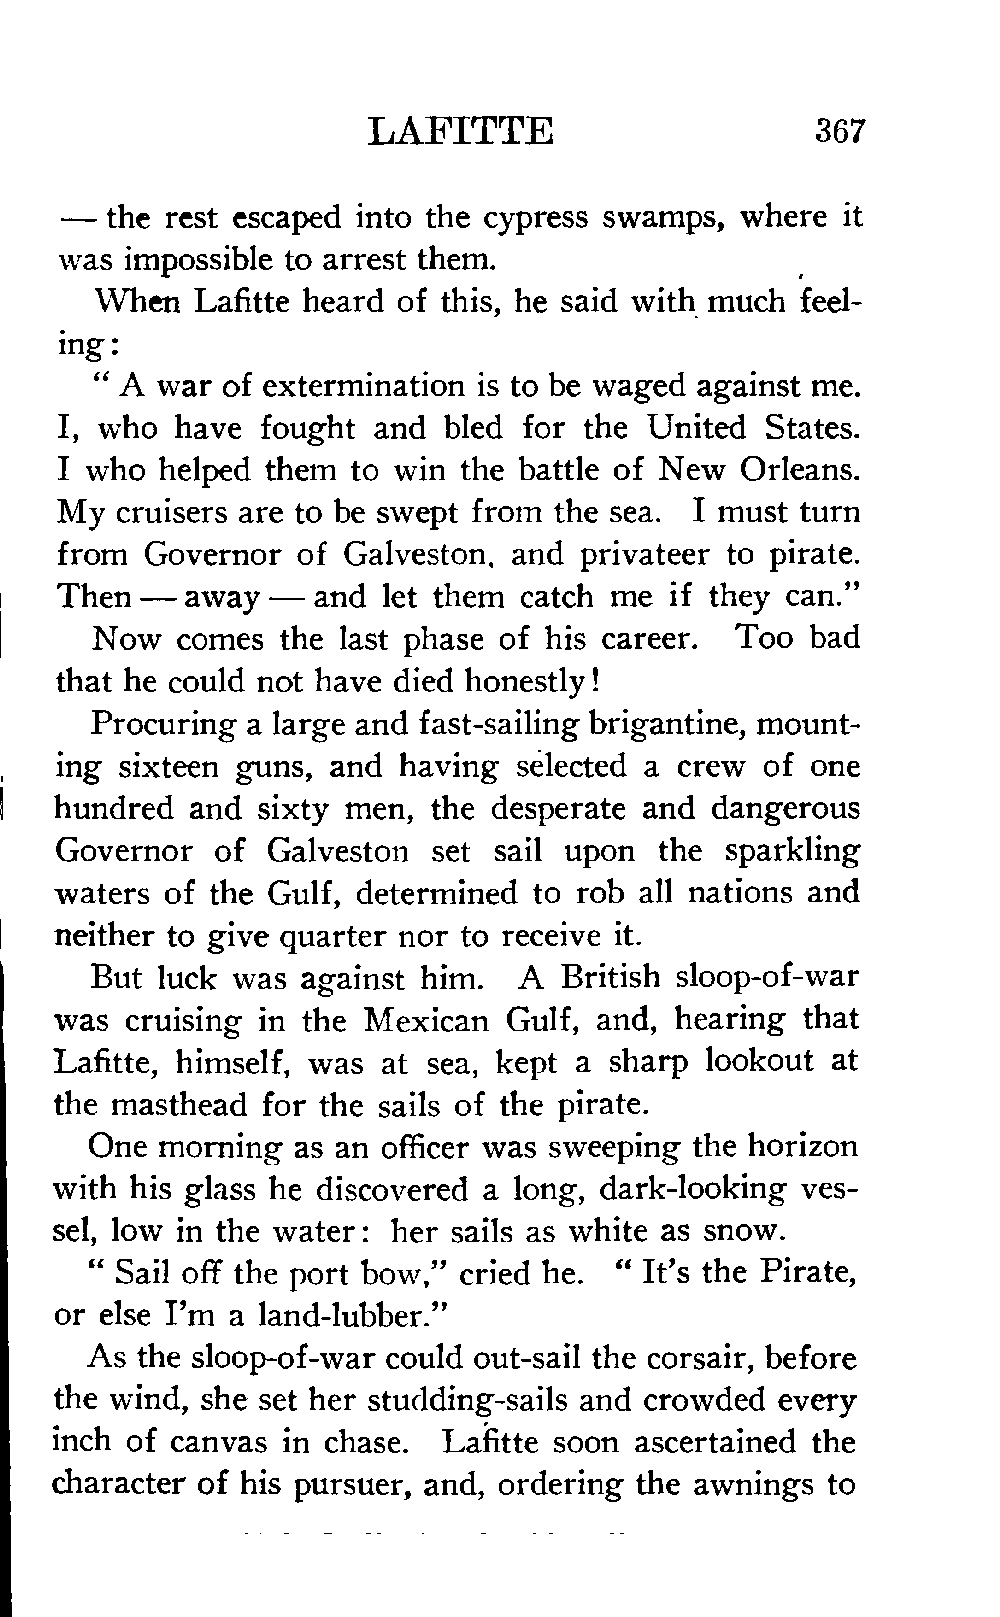 LAFITTE 367
— the rest escaped into the cypress swamps, where it
was impossible to arrest them.
When Lafitte heard of this, he said with much feel-
ing:
" A war of extermination is to be waged against me.
I, who have fought and bled for the United States.
I who helped them to win the battle of New Orleans.
My cruisers are to be swept from the sea. I must turn
from Governor of Galveston, and privateer to pirate.
Then — away — and let them catch me if they can."
Now comes the last phase of his career. Too bad
that he could not have died honestly!
Procuring a large and fast-sailing brigantine, mount-
ing sixteen guns, and having selected a crew of one
hundred and sixty men, the desperate and dangerous
Governor of Galveston set sail upon the sparkling
waters of the Gulf, determined to rob all nations and
neither to give quarter nor to receive it.
But luck was against him. A British sloop-of-war
was cruising in the Mexican Gulf, and, hearing that
Lafitte, himself, was at sea, kept a sharp lookout at
the masthead for the sails of the pirate.
One morning as an officer was sweeping the horizon
with his glass he discovered a long, dark-looking ves-
sel, low in the water: her sails as white as snow.
" Sail off the port bow," cried he. " It's the Pirate,
or else I'm a land-lubber."
As the sloop-of-war could out-sail the corsair, before
the wind, she set her studding-sails and crowded every
inch of canvas in chase. Lafitte soon ascertained the
character of his pursuer, and, ordering the awnings to